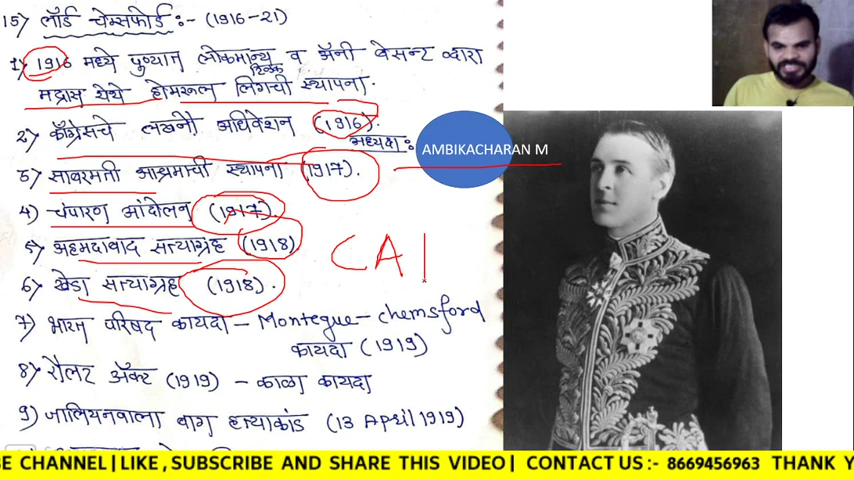 15) लॉर्ड चेम्सफोर्ड :- (1916-21)
1) 1916 मध्ये पुण्यात लोकमान्य टिळक व अ‍ॅनी बेसन्ट व्दारा
मद्रास येथे होमरूल लिगची स्थापना.
2) काँग्रेसचे लखनौ अधिवेशन (1916).
अध्यक्ष :
AMBIKACHARAN M
3) साबरमती आश्रमाची स्थापना (1917).
4) चंपारण आंदोलन (1917).
5) अहमदाबाद सत्याग्रह (1918)
CAI
6) खेडा सत्याग्रह (1918).
7) भारत परिषद कायदा - Montegue - Chemsford
कायदा (1919)
8) रौलट अ‍ॅक्ट (1919) - काळा कायदा
9) जालियनवाला बाग हत्याकांड (13 April 1919)
BE CHANNEL | LIKE , SUBSCRIBE AND SHARE THIS VIDEO | CONTACT US :- 8669456963 THANK Y